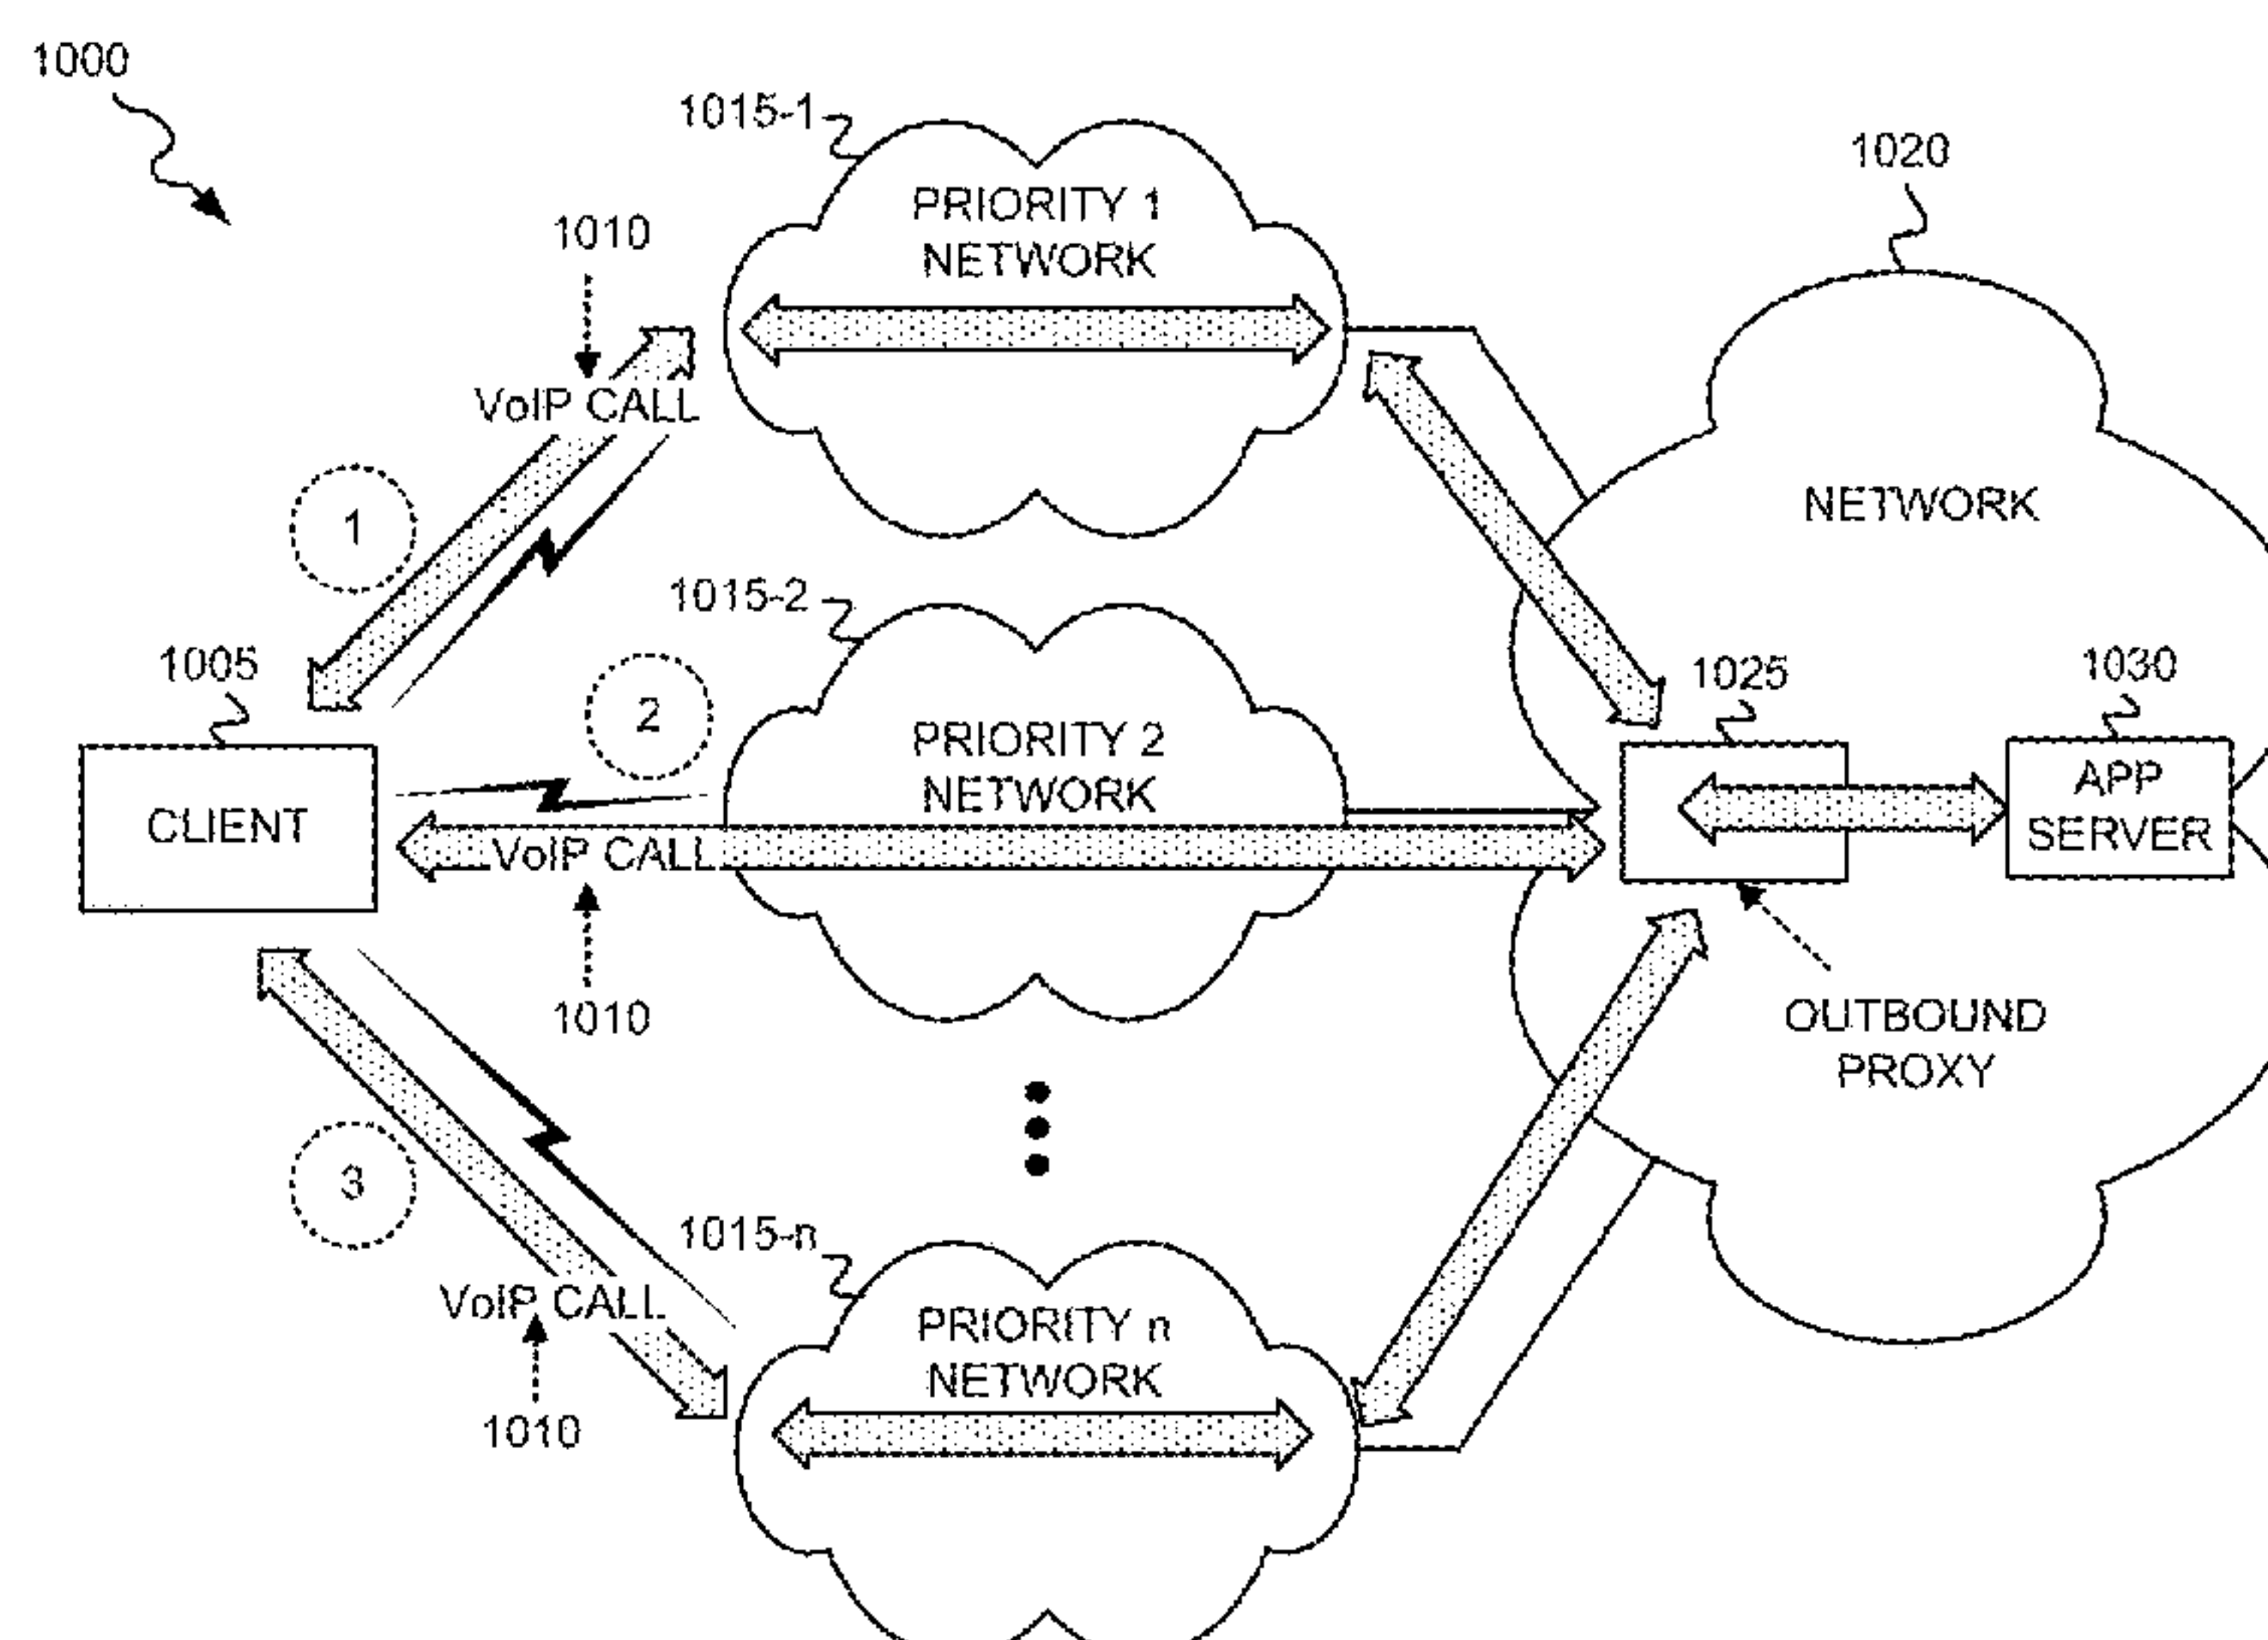 1000
1015-1
1020
PRIORITY 1
NETWORK
1010
VoIP CALL
NETWORK
1
1015-2
1005
2
1025
1030
PRIORITY 2
NETWORK
APP
SERVER
CLIENT
VoIP CALL
1010
OUTBOUND
PROXY
3
1015-n
VoIP CALL
PRIORITY n
NETWORK
1010